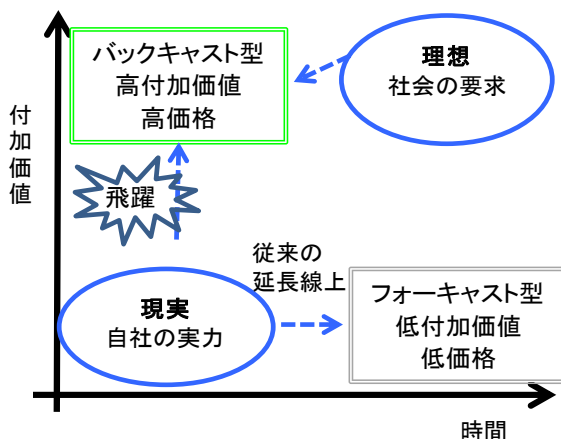 バックキャスト型
高付加価値
高価格
理想
社会の要求
付加価値
飛躍
従来の
延長線上
現実
自社の実力
フォーキャスト型
低付加価値
低価格
時間